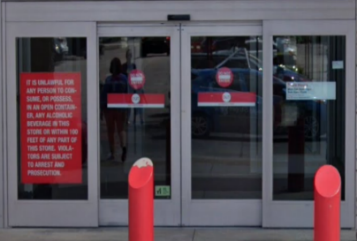 IT IS UNLAWFUL FOR
ANY PERSON TO CON-
SUME, OR POSSESS,
IN AN OPEN CONTAIN-
ER, ANY ALCOHOLIC
BEVERAGE IN THIS
STORE OR WITHIN 100
FEET OF ANY PART OF
THIS STORE. VIOLA-
TORS ARE SUBJECT
TO ARREST AND
PROSECUTION.